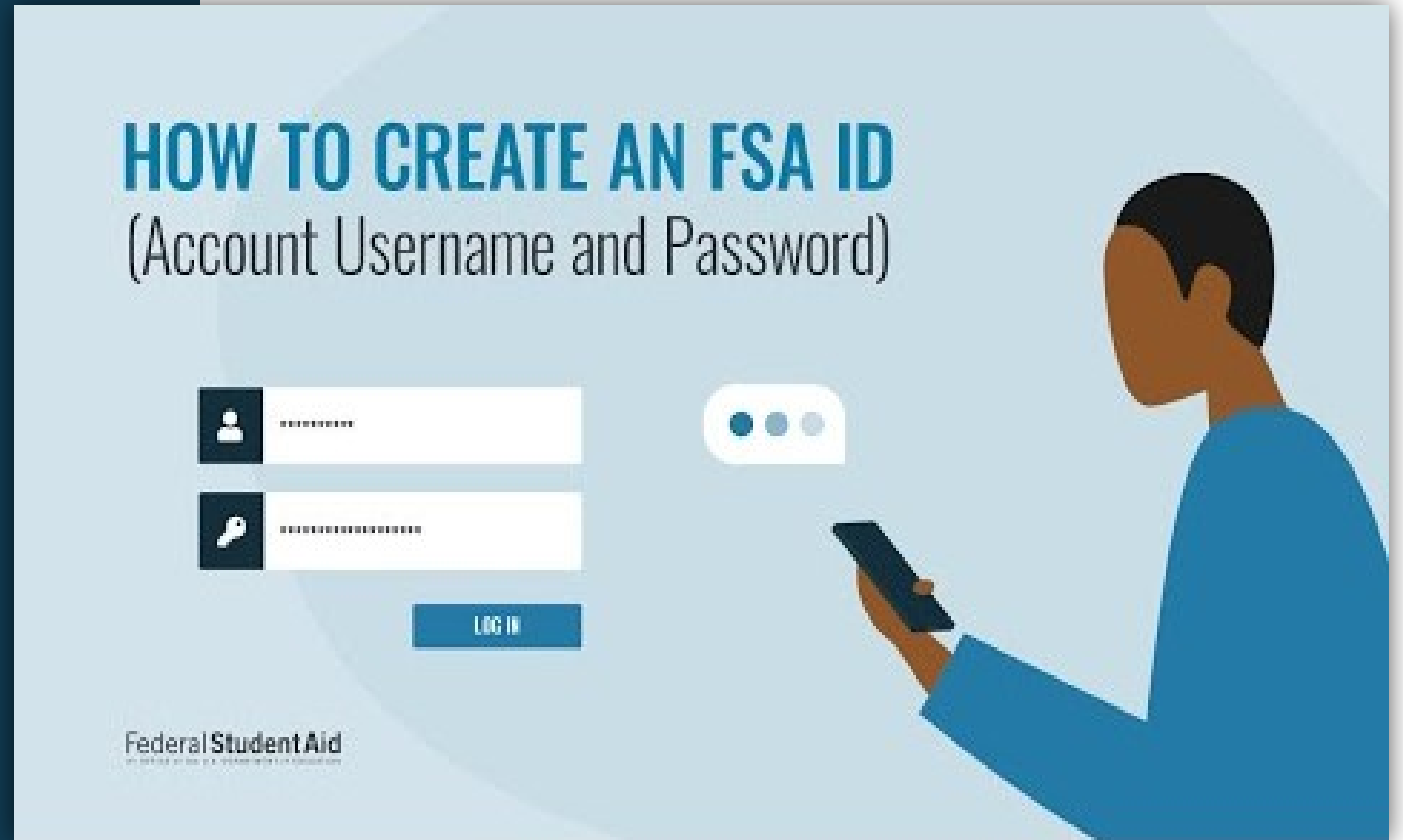 HOW TO CREATE AN FSA ID
(Account Username and Password)
LOG IN
Federal Student Aid